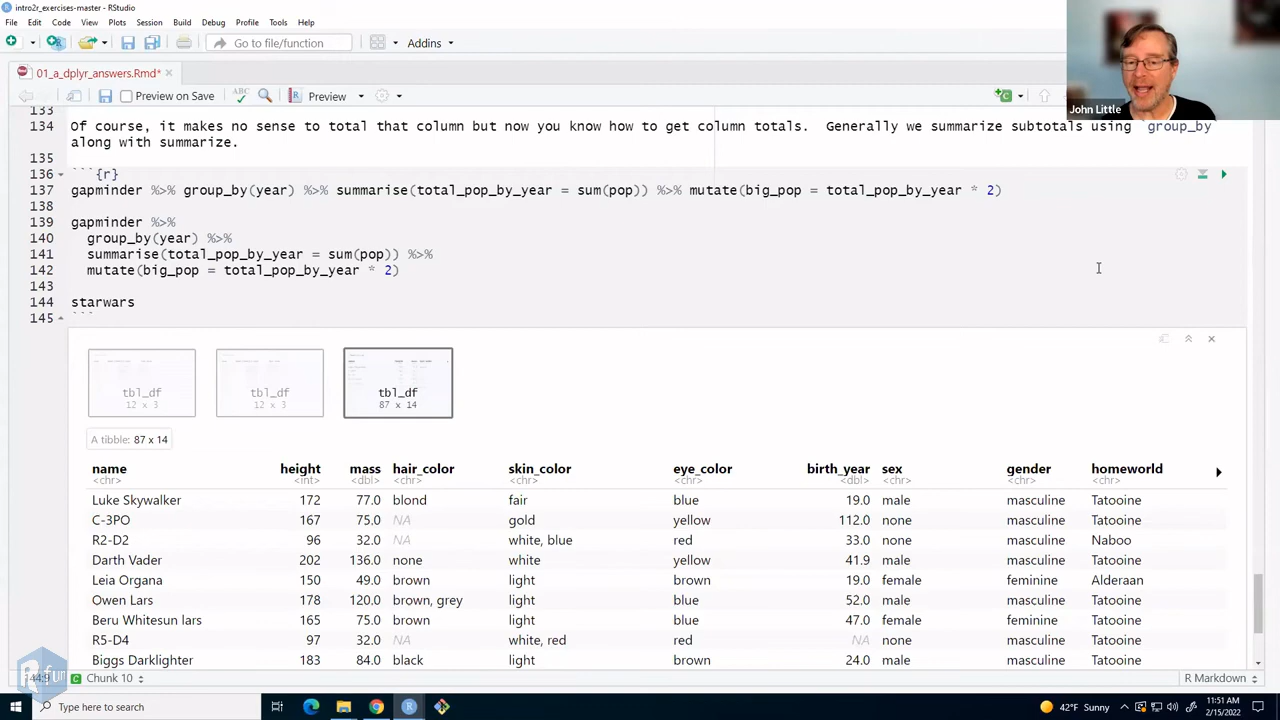 intro2r_exercises-master - RStudio
File Edit Code View Plots Session Build Debug Profile Tools Help
Go to file/function Addins
01_a_dplyr_answers.Rmd*
Preview on Save ABC Preview
John Little
133
134 Of course, it makes no sense to total that column but now you know how to get column totals. Generally we summarize subtotals using `group_by
along with summarize.
135
136 ```{r}
137 gapminder %>% group_by(year) %>% summarise(total_pop_by_year = sum(pop)) %>% mutate(big_pop = total_pop_by_year * 2)
138
139 gapminder %>%
140 group_by(year) %>%
141 summarise(total_pop_by_year = sum(pop)) %>%
142 mutate(big_pop = total_pop_by_year * 2)
143
144 starwars
145 ```
tbl_df tbl_df tbl_df
12 x 3 12 x 3 87 x 14
A tibble: 87 x 14
name height mass hair_color skin_color eye_color birth_year sex gender homeworld
<chr> <int> <dbl> <chr> <chr> <chr> <dbl> <chr> <chr> <chr>
Luke Skywalker 172 77.0 blond fair blue 19.0 male masculine Tatooine
C-3PO 167 75.0 NA gold yellow 112.0 none masculine Tatooine
R2-D2 96 32.0 NA white, blue red 33.0 none masculine Naboo
Darth Vader 202 136.0 none white yellow 41.9 male masculine Tatooine
Leia Organa 150 49.0 brown light brown 19.0 female feminine Alderaan
Owen Lars 178 120.0 brown, grey light blue 52.0 male masculine Tatooine
Beru Whitesun lars 165 75.0 brown light blue 47.0 female feminine Tatooine
R5-D4 97 32.0 NA white, red red NA none masculine Tatooine
Biggs Darklighter 183 84.0 black light brown 24.0 male masculine Tatooine
R fun
Chunk 10 R Markdown
Type here to search 42°F Sunny 11:51 AM
2/15/2022